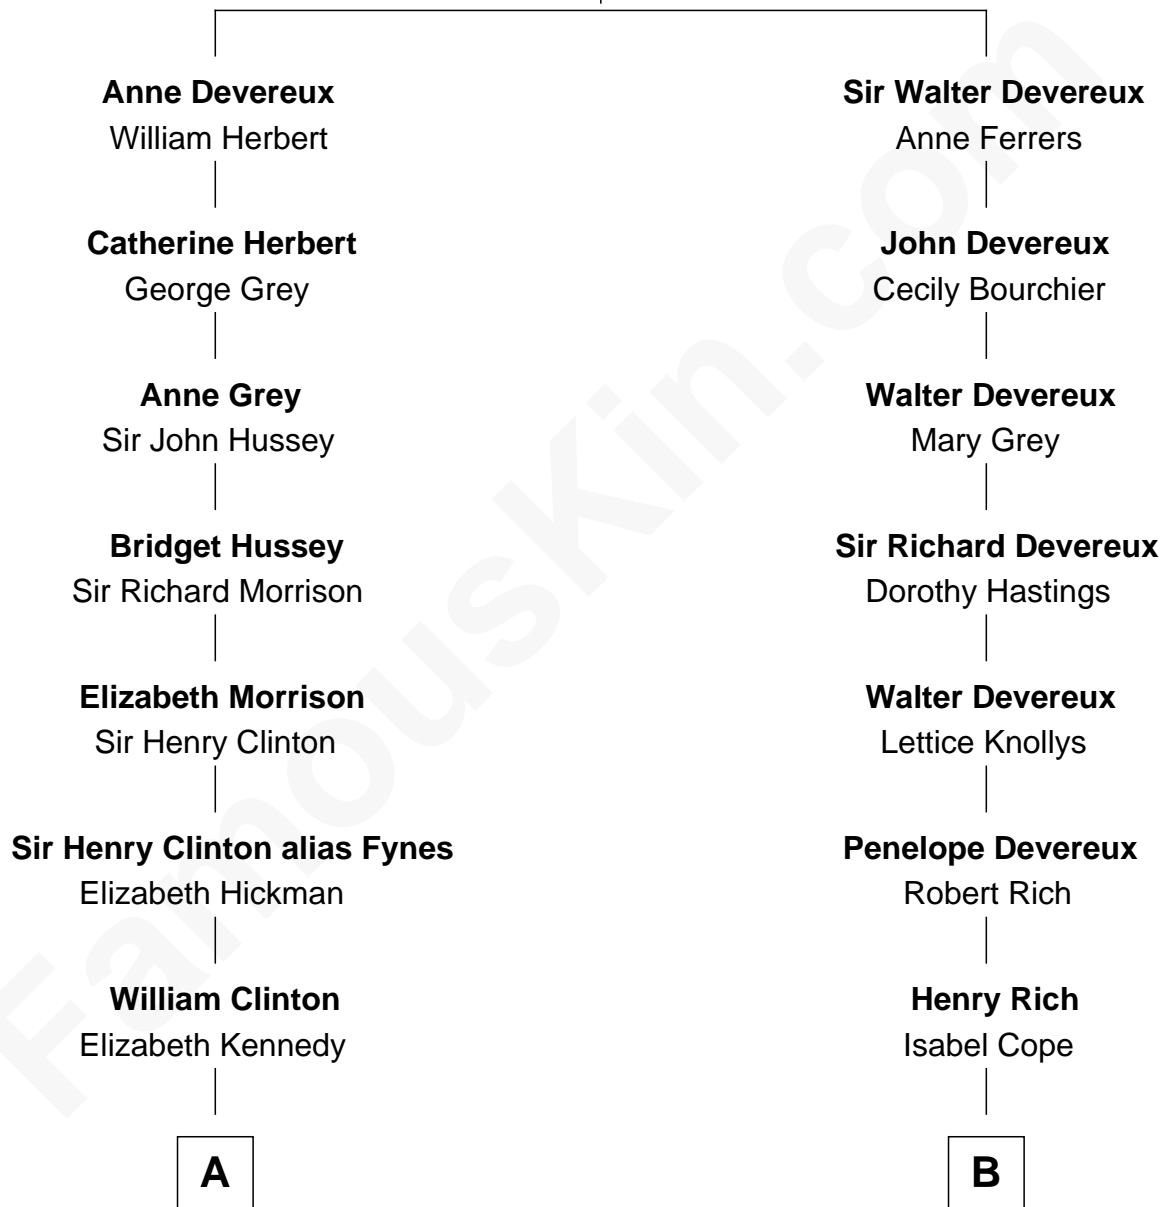 Anne Devereux
William Herbert
Catherine Herbert
George Grey
Anne Grey
Sir John Hussey
Bridget Hussey
Sir Richard Morrison
Elizabeth Morrison
Sir Henry Clinton
Sir Henry Clinton alias Fynes
Elizabeth Hickman
William Clinton
Elizabeth Kennedy
A
Sir Walter Devereux
Anne Ferrers
John Devereux
Cecily Bourchier
Walter Devereux
Mary Grey
Sir Richard Devereux
Dorothy Hastings
Walter Devereux
Lettice Knollys
Penelope Devereux
Robert Rich
Henry Rich
Isabel Cope
B
FamousKin.com